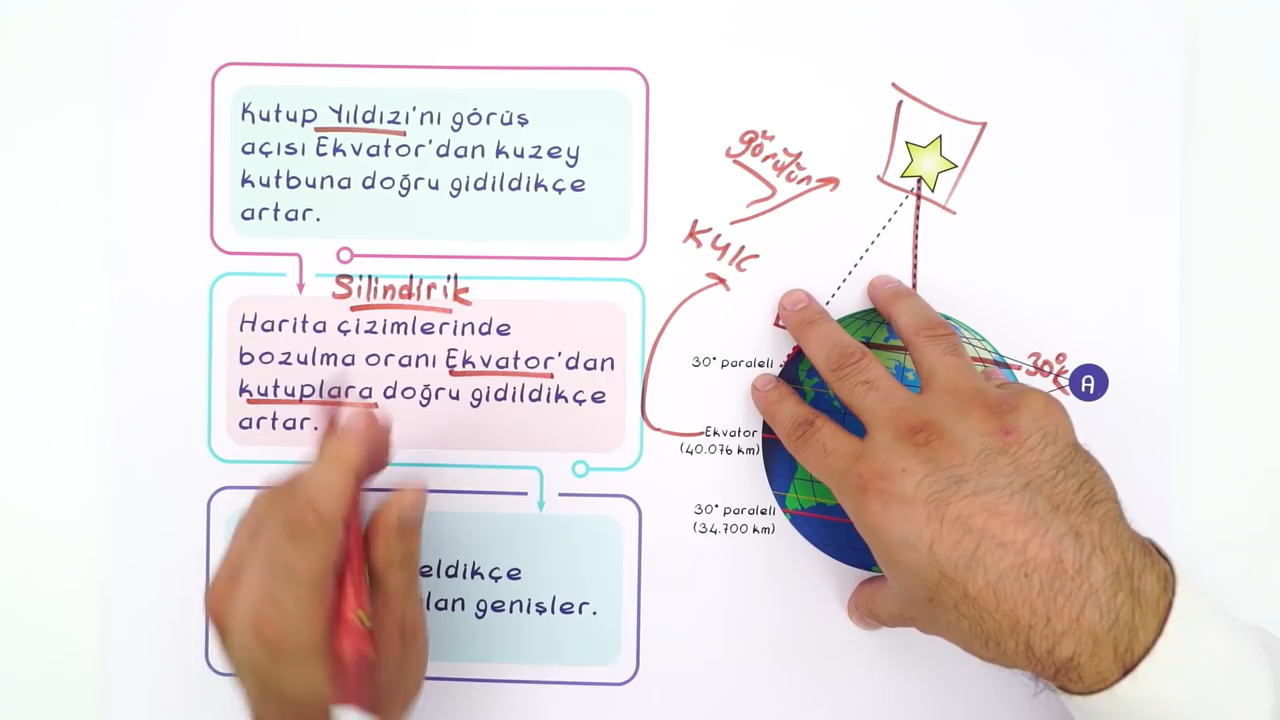 Kutup Yıldızı'nı görüş
açısı Ekvator'dan kuzey
kutbuna doğru gidildikçe
artar.
Silindirik
Harita çizimlerinde
bozulma oranı Ekvator'dan
kutuplara doğru gidildikçe
artar.
eldikçe
lan genişler.
görülür
KYK
30° paraleli
30°
A
Ekvator
(40.076 km)
30° paraleli
(34.700 km)